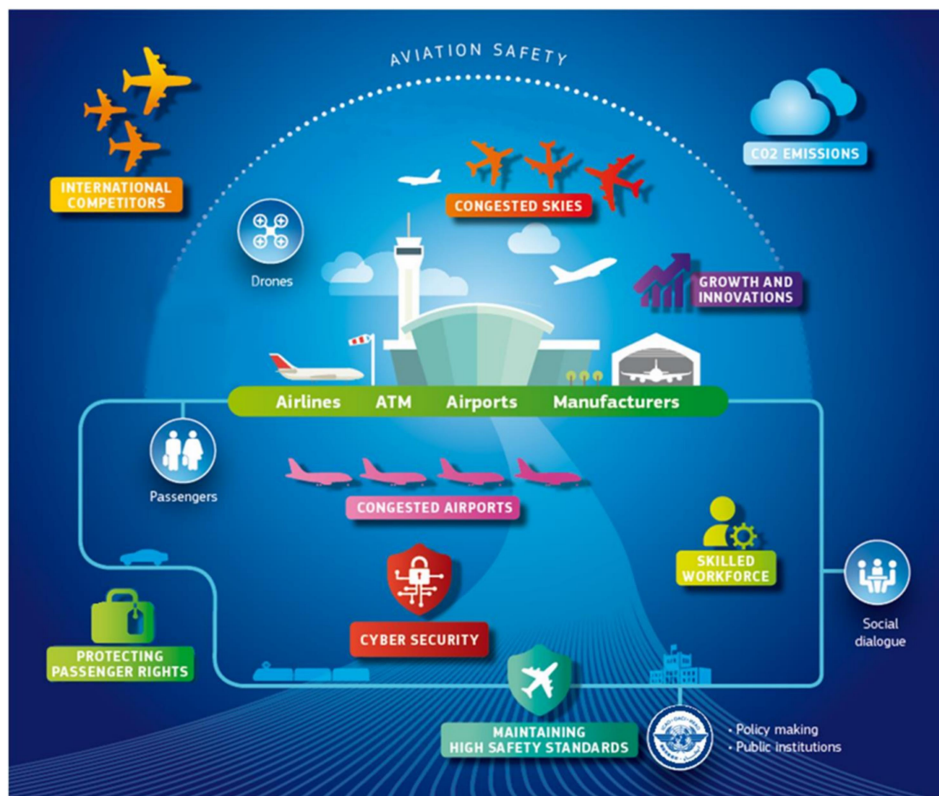 AVIATION SAFETY
INTERNATIONAL
COMPETITORS
CO2 EMISSIONS
CONGESTED SKIES
Drones
GROWTH AND
INNOVATIONS
Airlines ATM Airports Manufacturers
Passengers
CONGESTED AIRPORTS
SKILLED
WORKFORCE
CYBER SECURITY
Social
dialogue
PROTECTING
PASSENGER RIGHTS
MAINTAINING
HIGH SAFETY STANDARDS
• Policy making
• Public institutions